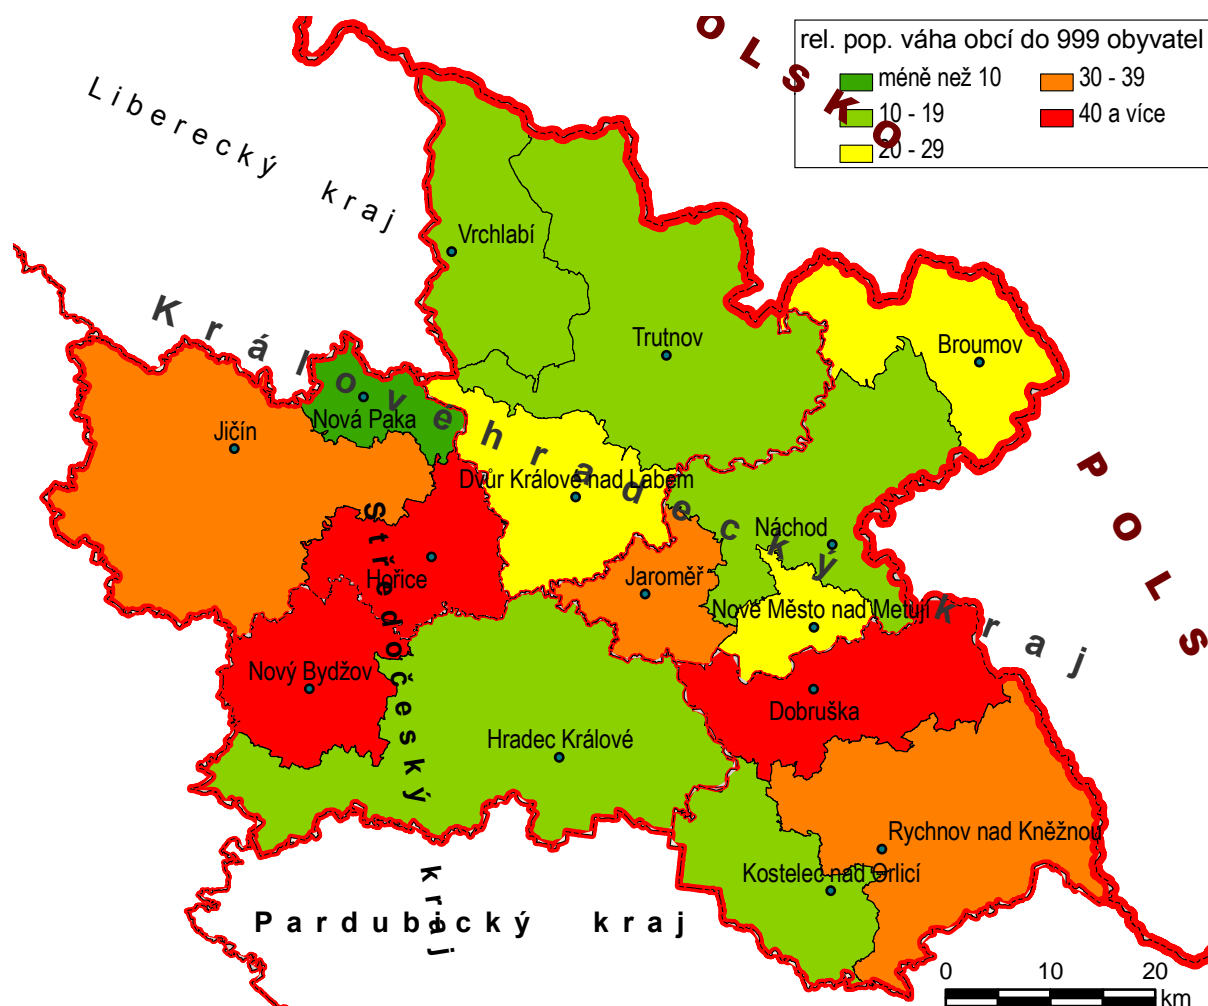 OLSKO
rel. pop. váha obcí do 999 obyvatel
méně než 10
10 - 19
20 - 29
30 - 39
40 a více
Liberecký kraj
Královehradecký kraj
Vrchlabí
Trutnov
Broumov
Nová Paka
Jičín
Dvůr Králové nad Labem
POLS
Náchod
Hořice
Jaroměř
Nové Město nad Metují
Středočeský kraj
Nový Bydžov
Dobruška
Hradec Králové
Rychnov nad Kněžnou
Kostelec nad Orlicí
Pardubický kraj
0 10 20
km